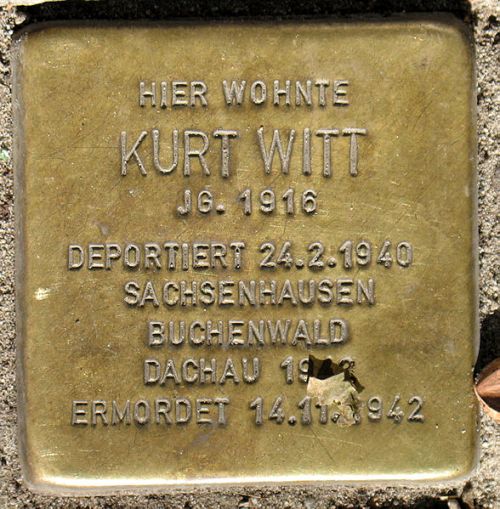 HIER WOHNTE
KURT WITT
JG. 1916
DEPORTIERT 24.2.1940
SACHSENHAUSEN
BUCHENWALD
DACHAU
ERMORDET 14.11.1942